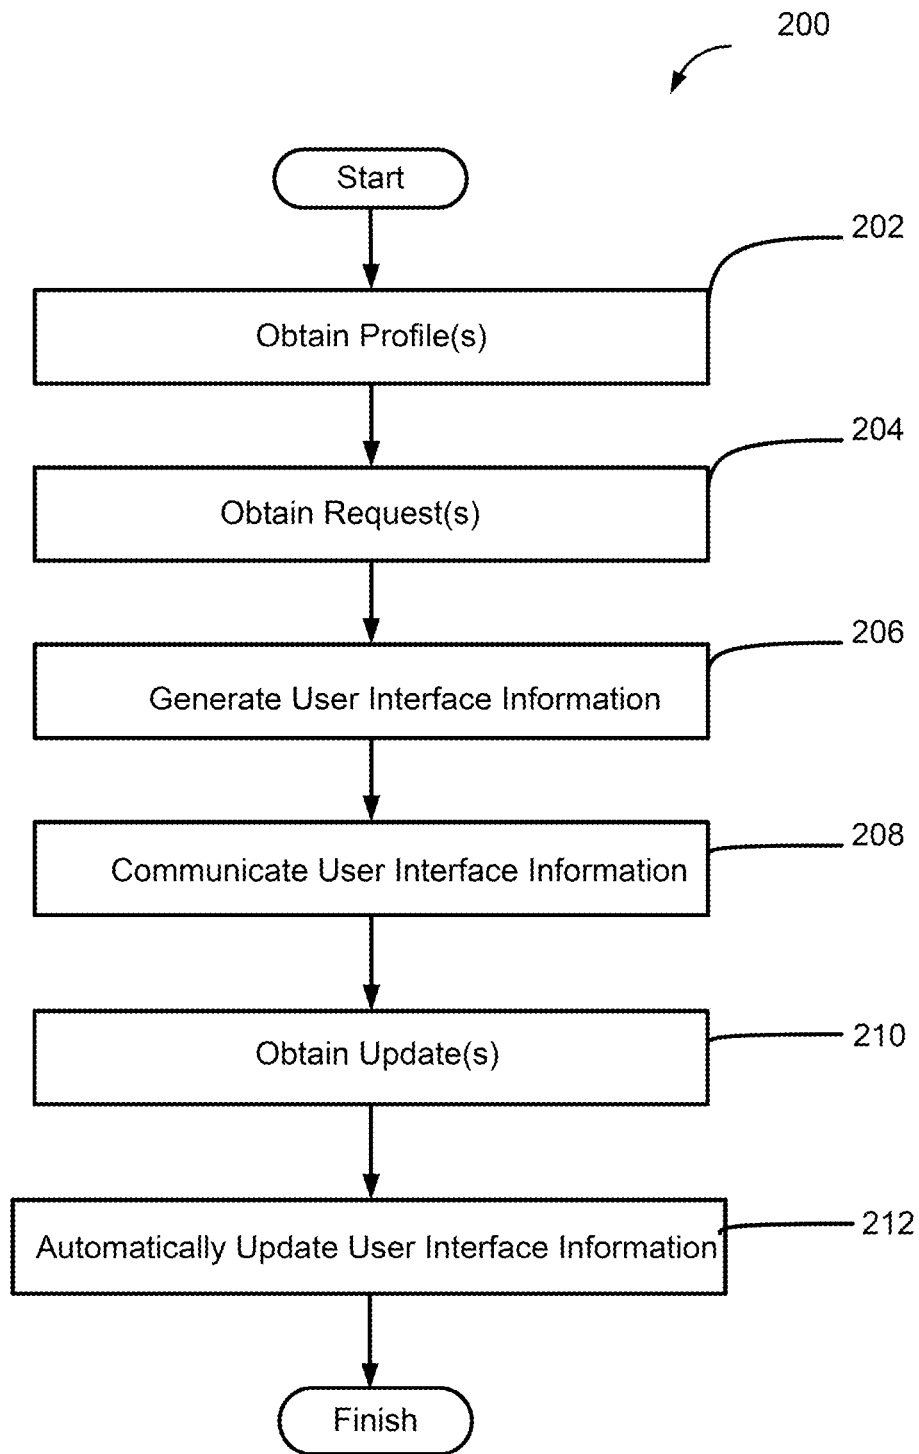 200
Start
202
Obtain Profile(s)
204
Obtain Request(s)
206
Generate User Interface Information
208
Communicate User Interface Information
210
Obtain Update(s)
212
Automatically Update User Interface Information
Finish